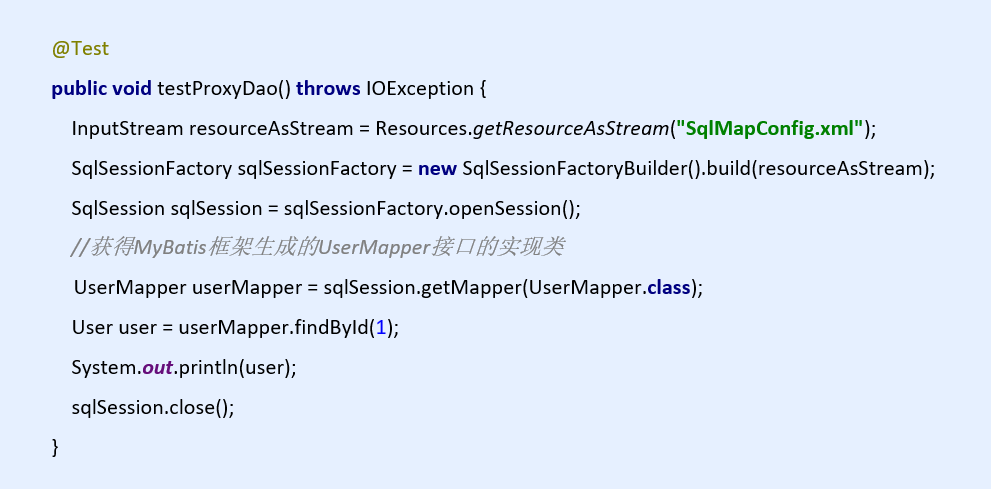 @Test
public void testProxyDao() throws IOException {
InputStream resourceAsStream = Resources.getResourceAsStream("SqlMapConfig.xml");
SqlSessionFactory sqlSessionFactory = new SqlSessionFactoryBuilder().build(resourceAsStream);
SqlSession sqlSession = sqlSessionFactory.openSession();
//获得MyBatis框架生成的UserMapper接口的实现类
UserMapper userMapper = sqlSession.getMapper(UserMapper.class);
User user = userMapper.findById(1);
System.out.println(user);
sqlSession.close();
}